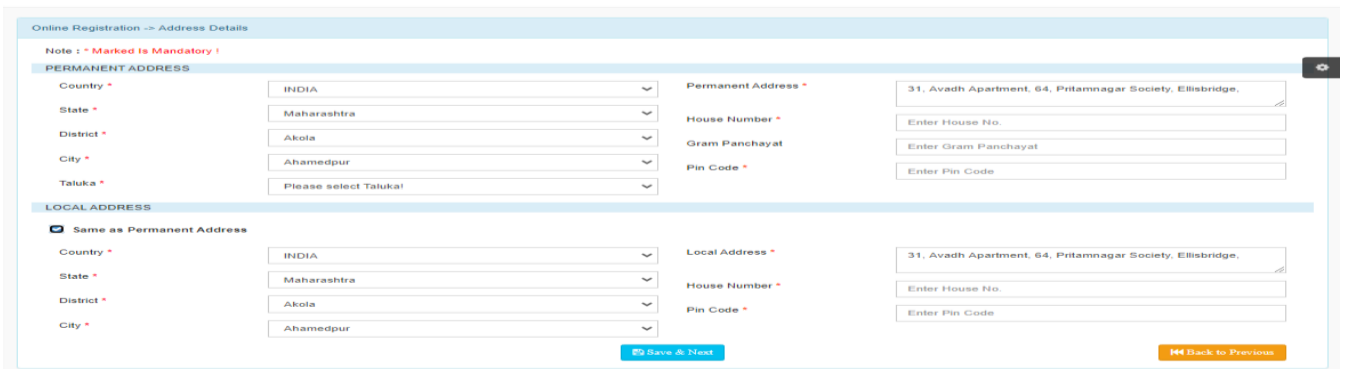 Online Registration -> Address Details
Note : * Marked Is Mandatory !
PERMANENT ADDRESS
Country * INDIA Permanent Address * 31, Avadh Apartment, 64, Pritamnagar Society, Ellisbridge,
State * Maharashtra
House Number * Enter House No.
District * Akola
Gram Panchayat Enter Gram Panchayat
City * Ahamedpur
Pin Code * Enter Pin Code
Taluka * Please select Taluka!
LOCAL ADDRESS
Same as Permanent Address
Country * INDIA Local Address * 31, Avadh Apartment, 64, Pritamnagar Society, Ellisbridge,
State * Maharashtra
House Number * Enter House No.
District * Akola
Pin Code * Enter Pin Code
City * Ahamedpur
Save & Next Back to Previous